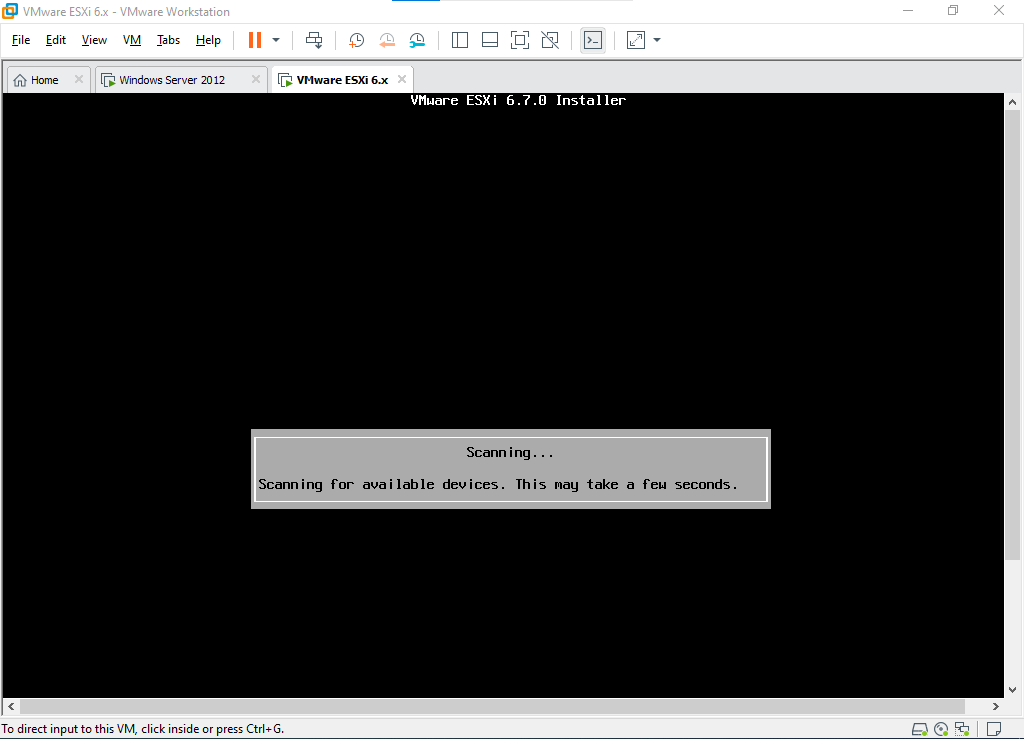 VMware ESXi 6.x - VMware Workstation
File Edit View VM Tabs Help
Home Windows Server 2012 VMware ESXi 6.x
VMware ESXi 6.7.0 Installer
Scanning...
Scanning for available devices. This may take a few seconds.
To direct input to this VM, click inside or press Ctrl+G.